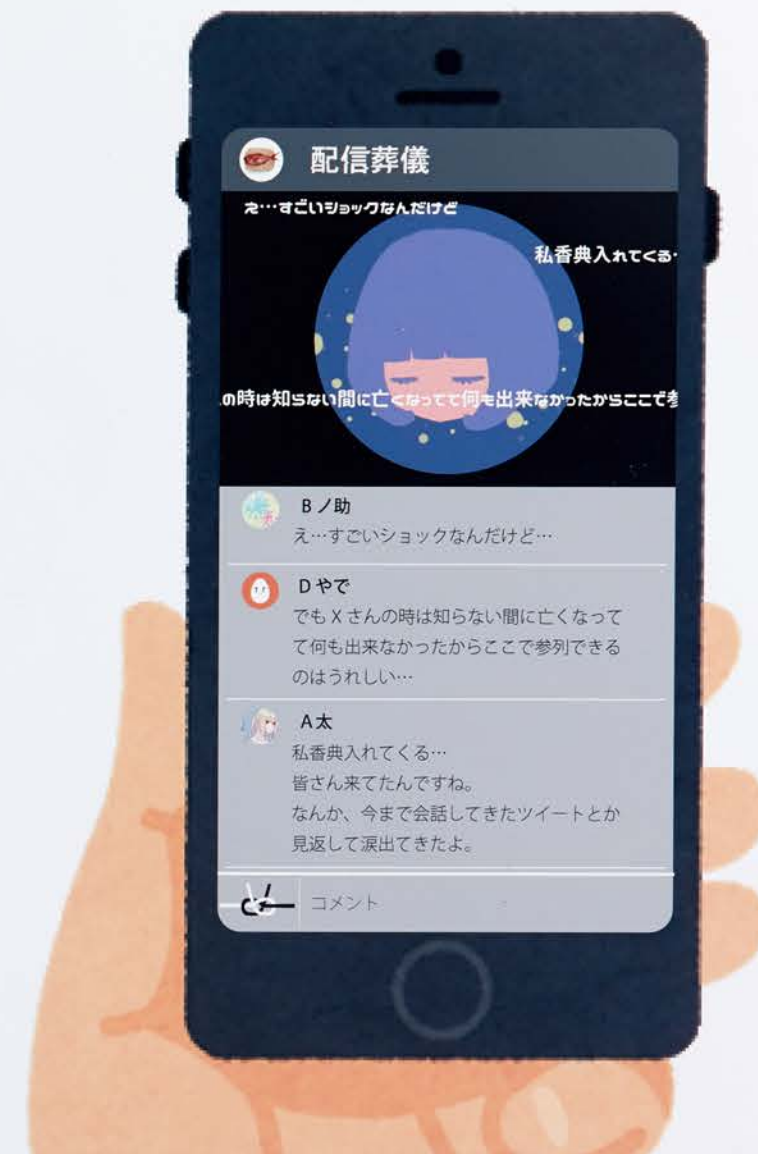 配信葬儀
え…すごいショックなんだけど
私香典入れてくる…
の時は知らない間に亡くなってて何も出来なかったからここで参
Bノ助
え…すごいショックなんだけど…
Dやで
でもXさんの時は知らない間に亡くなって
て何も出来なかったからここで参列できる
のはうれしい…
A太
私香典入れてくる…
皆さん来てたんですね。
なんか、今まで会話してきたツイートとか
見返して涙出てきたよ。
コメント